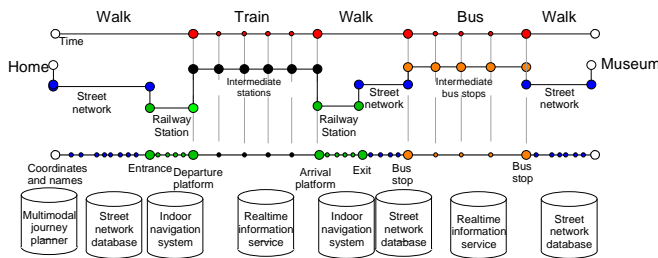 Walk Train Walk Bus Walk
Time
Home Museum
Street
network
Railway
Station
Intermediate
stations
Railway
Station
Street
network
Intermediate
bus stops
Street
network
Coordinates
and names
Entrance
Departure
platform
Arrival
platform
Exit
Bus
stop
Bus
stop
Multimodal
journey
planner
Street
network
database
Indoor
navigation
system
Realtime
information
service
Indoor
navigation
system
Street
network
database
Realtime
information
service
Street
network
database